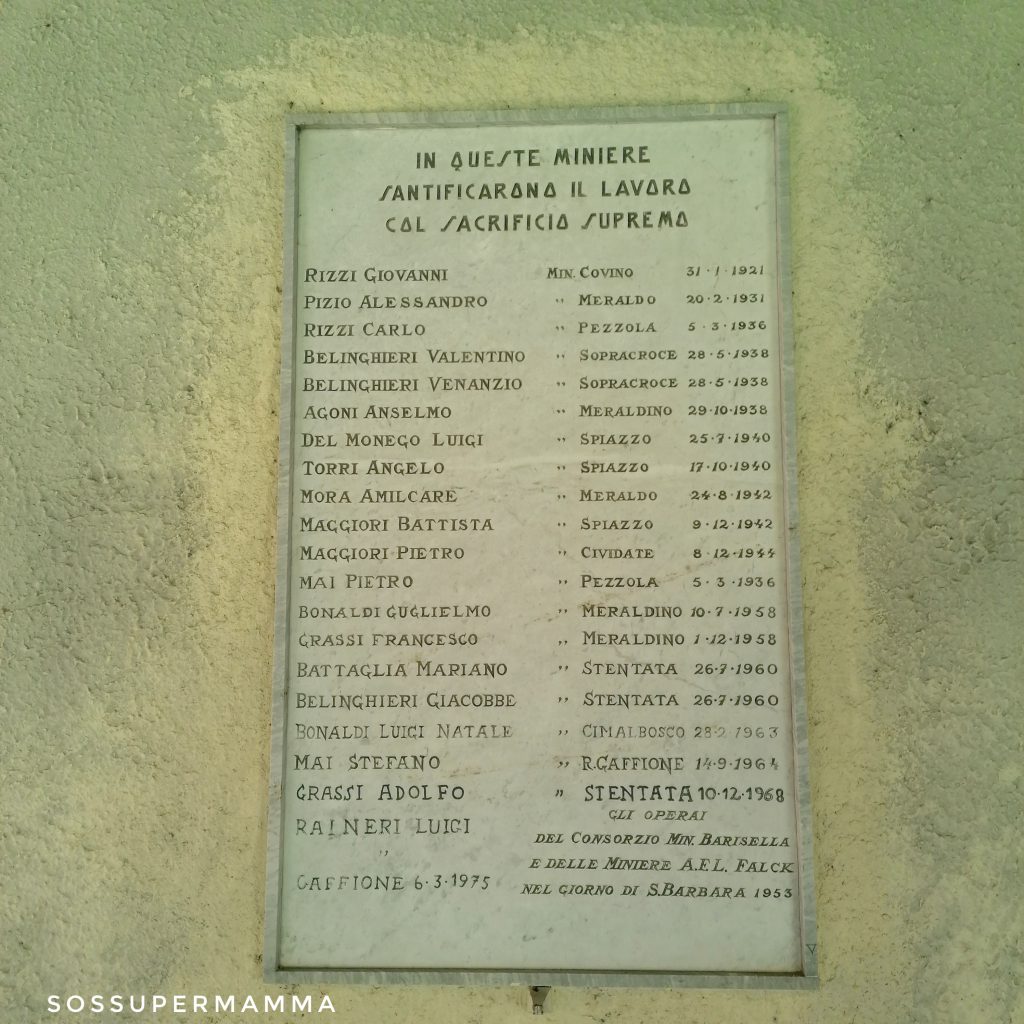 IN QUESTE MINIERE
SANTIFICARONO IL LAVORO
COL SACRIFICIO SUPREMO
RIZZI GIOVANNI MIN. COVINO 31·1·1921
PIZIO ALESSANDRO " MERALDO 20·2·1931
RIZZI CARLO " PEZZOLA 5·3·1936
BELINGHIERI VALENTINO " SOPRACROCE 28·5·1938
BELINGHIERI VENANZIO " SOPRACROCE 28·5·1938
AGONI ANSELMO " MERALDINO 29·10·1938
DEL MONEGO LUIGI " SPIAZZO 25·7·1940
TORRI ANGELO " SPIAZZO 17·10·1940
MORA AMILCARE " MERALDO 24·8·1942
MAGGIORI BATTISTA " SPIAZZO 9·12·1942
MAGGIORI PIETRO " CIVIDATE 8·12·1944
MAI PIETRO " PEZZOLA 5·3·1936
BONALDI GUGLIELMO " MERALDINO 10·7·1958
GRASSI FRANCESCO " MERALDINO 1·12·1958
BATTAGLIA MARIANO " STENTATA 26·7·1960
BELINGHIERI GIACOBBE " STENTATA 26·7·1960
BONALDI LUIGI NATALE " CIMALBOSCO 28·2·1963
MAI STEFANO " R.GAFFIONE 14·9·1964
GRASSI ADOLFO " STENTATA 10·12·1968
RAINERI LUIGI
"
GAFFIONE 6·3·1975
GLI OPERAI
DEL CONSORZIO MIN. BARISELLA
E DELLE MINIERE A.F.L. FALCK
NEL GIORNO DI S.BARBARA 1953
SOSSUPERMAMMA